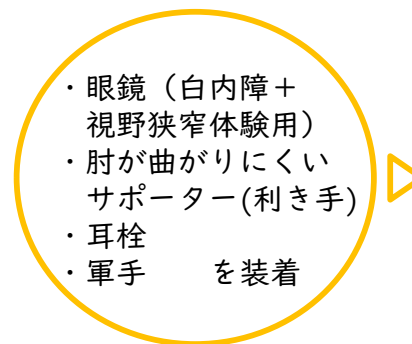 ・眼鏡（白内障＋
視野狭窄体験用）
・肘が曲がりにくい
サポーター(利き手)
・耳栓
・軍手　　を装着